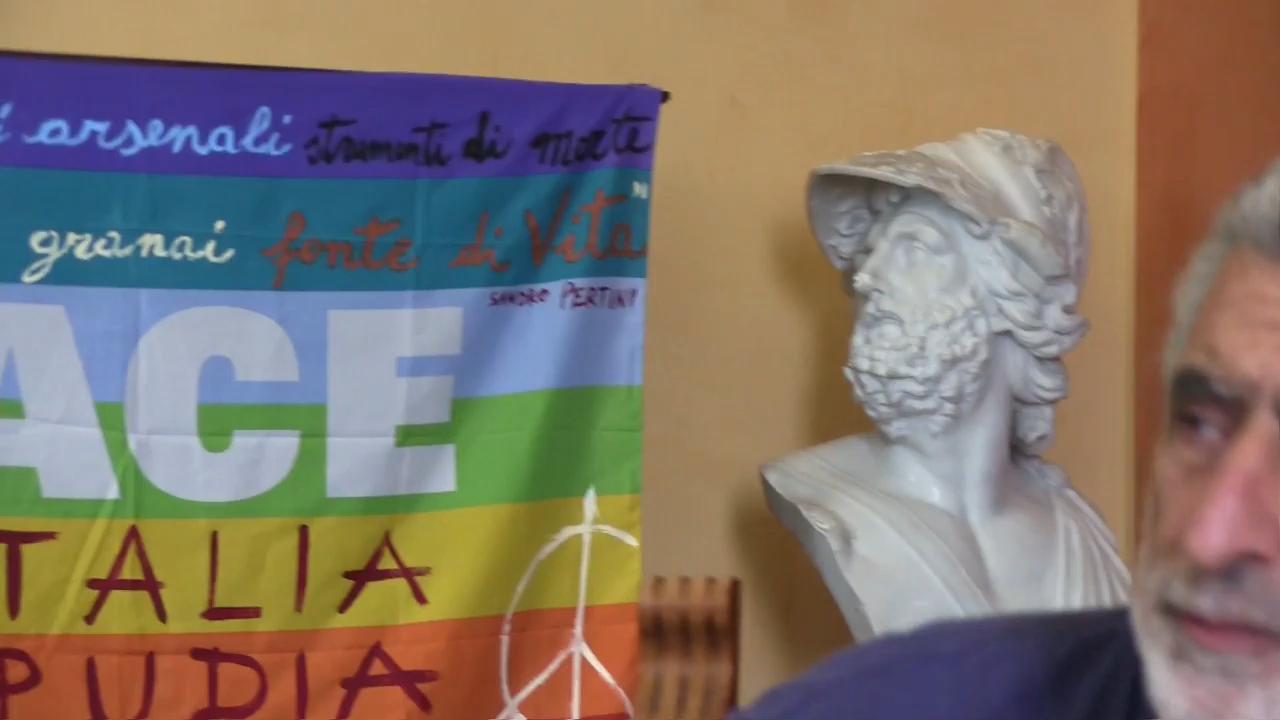 i arsenali strumenti di morte
granai fonte di Vita"
SANDRO PERTINI
ACE
TALIA
PUDIA